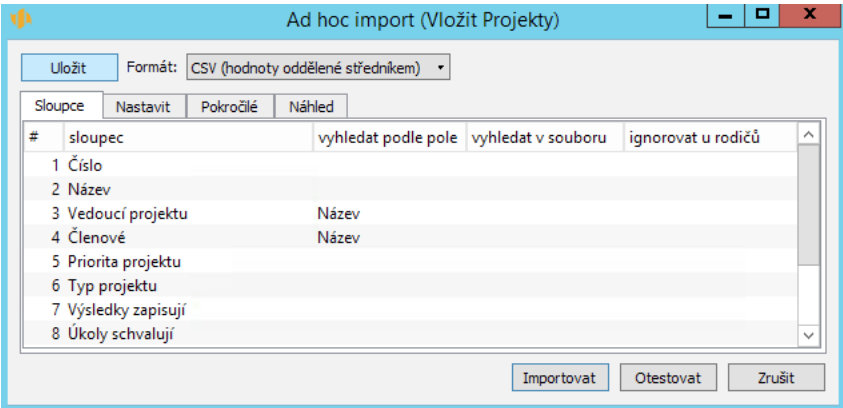 Ad hoc import (Vložit Projekty)
Uložit Formát: CSV (hodnoty oddělené středníkem)
Sloupce Nastavit Pokročilé Náhled
# sloupec vyhledat podle pole vyhledat v souboru ignorovat u rodičů
1 Číslo
2 Název
3 Vedoucí projektu Název
4 Členové Název
5 Priorita projektu
6 Typ projektu
7 Výsledky zapisují
8 Úkoly schvalují
Importovat Otestovat Zrušit